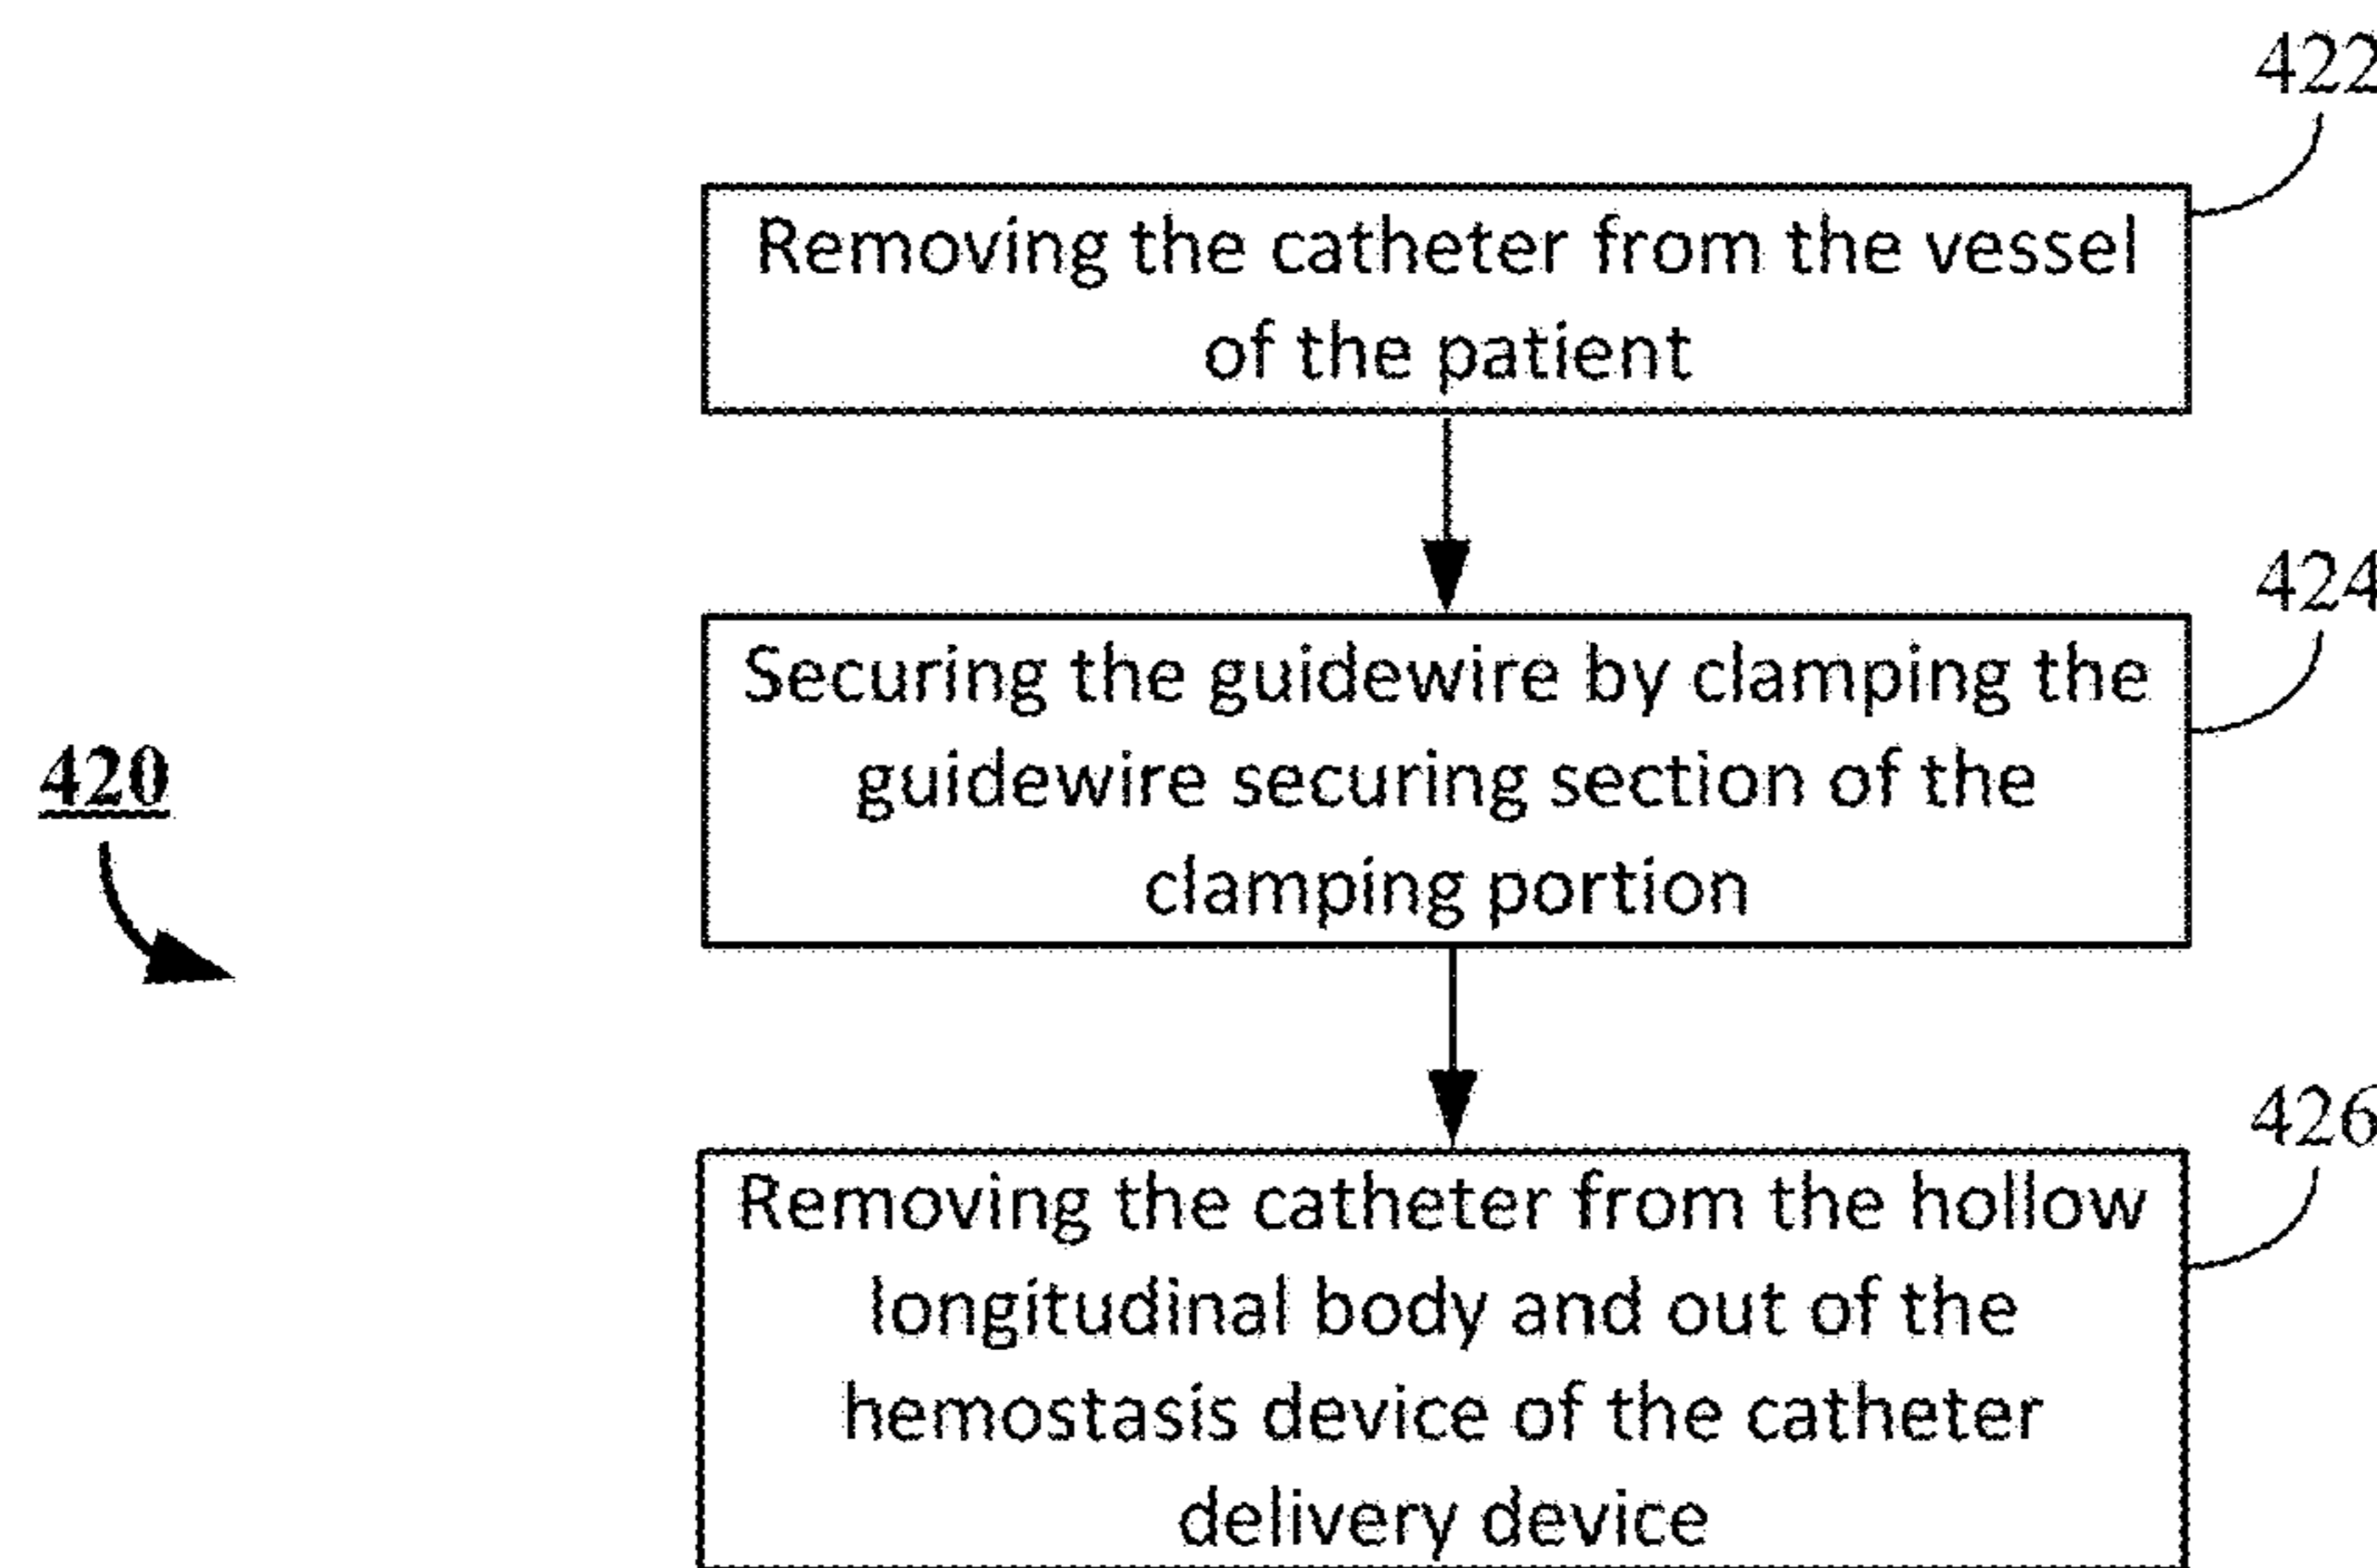 422
Removing the catheter from the vessel
of the patient
424
Securing the guidewire by clamping the
guidewire securing section of the
clamping portion
420
426
Removing the catheter from the hollow
longitudinal body and out of the
hemostasis device of the catheter
delivery device